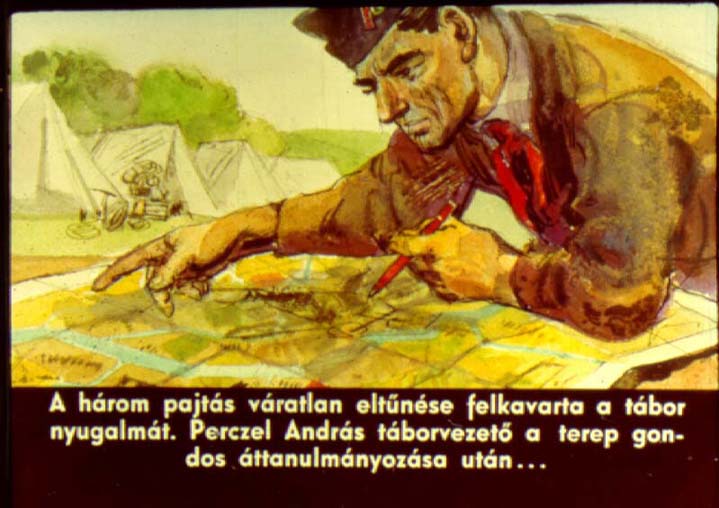 A három pajtás váratlan eltűnése felkavarta a tábor
nyugalmát. Perczel András táborvezető a terep gon-
dos áttanulmányozása után...